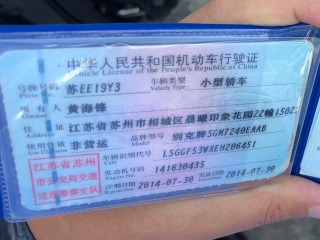 中华人民共和国机动车行驶证
Vehicle License of the People's Republic of China
号牌号码 苏EE19Y3 车辆类型 小型轿车
Plate No. Vehicle Type
所有人 黄海锋
住址 江苏省苏州市相城区晨曦印象花园22幢1502
使用性质 非营运 品牌型号 别克牌SGM7240EAAB
江苏省苏州
市公安局交通
巡逻警察支队
车辆识别代号 LSGGF53WXEH206451
发动机号码 141630435
Engine No.
注册日期 2014-07-30 发证日期 2014-07-30